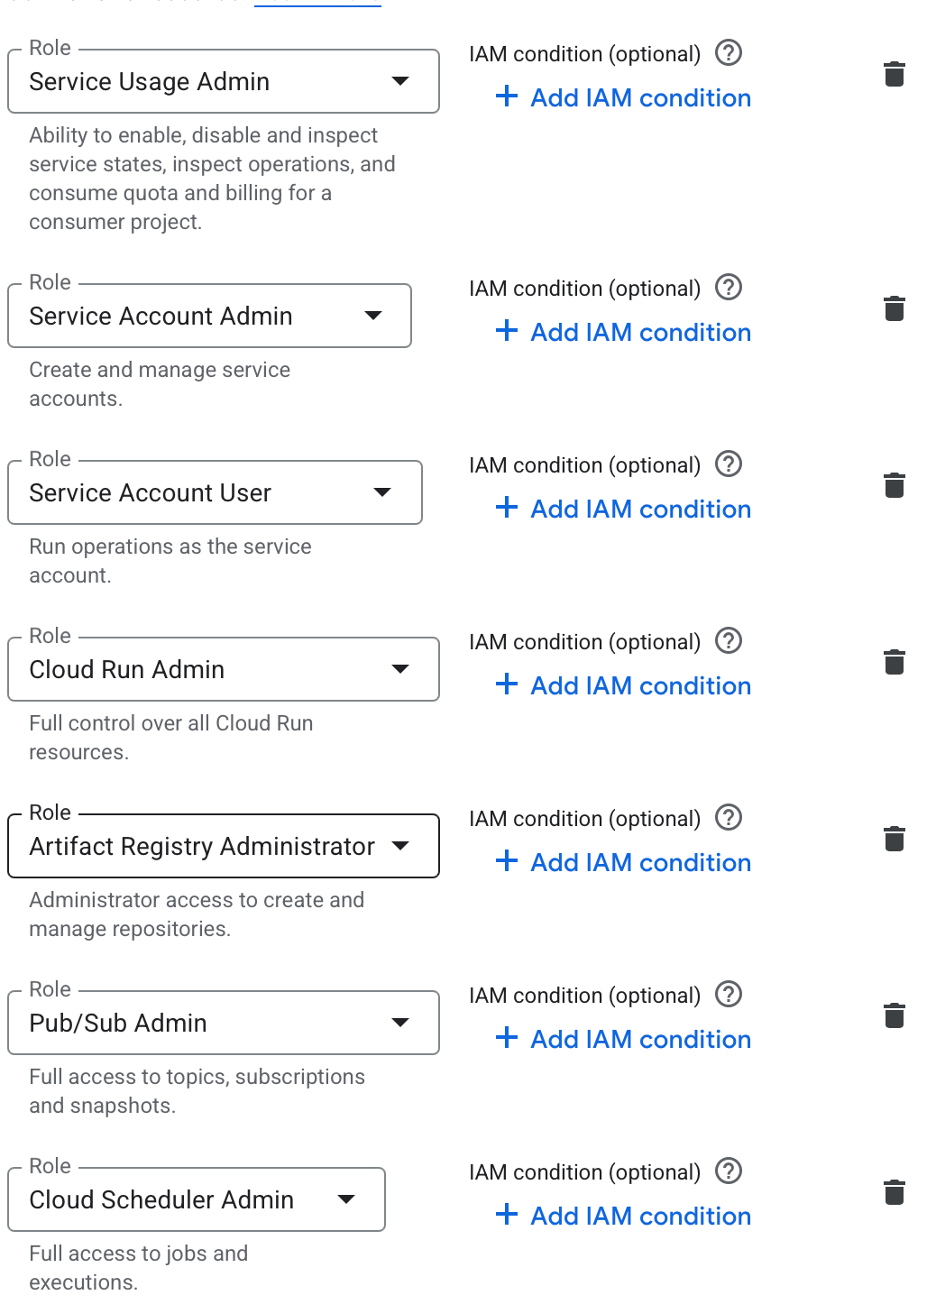 Role
IAM condition (optional)
Service Usage Admin
+ Add IAM condition
Ability to enable, disable and inspect
service states, inspect operations, and
consume quota and billing for a
consumer project.
Role
IAM condition (optional)
Service Account Admin
+ Add IAM condition
Create and manage service
accounts.
Role
IAM condition (optional)
Service Account User
+ Add IAM condition
Run operations as the service
account.
Role
IAM condition (optional)
Cloud Run Admin
+ Add IAM condition
Full control over all Cloud Run
resources.
Role
IAM condition (optional)
Artifact Registry Administrator
+ Add IAM condition
Administrator access to create and
manage repositories.
Role
IAM condition (optional)
Pub/Sub Admin
+ Add IAM condition
Full access to topics, subscriptions
and snapshots.
Role
IAM condition (optional)
Cloud Scheduler Admin
+ Add IAM condition
Full access to jobs and
executions.